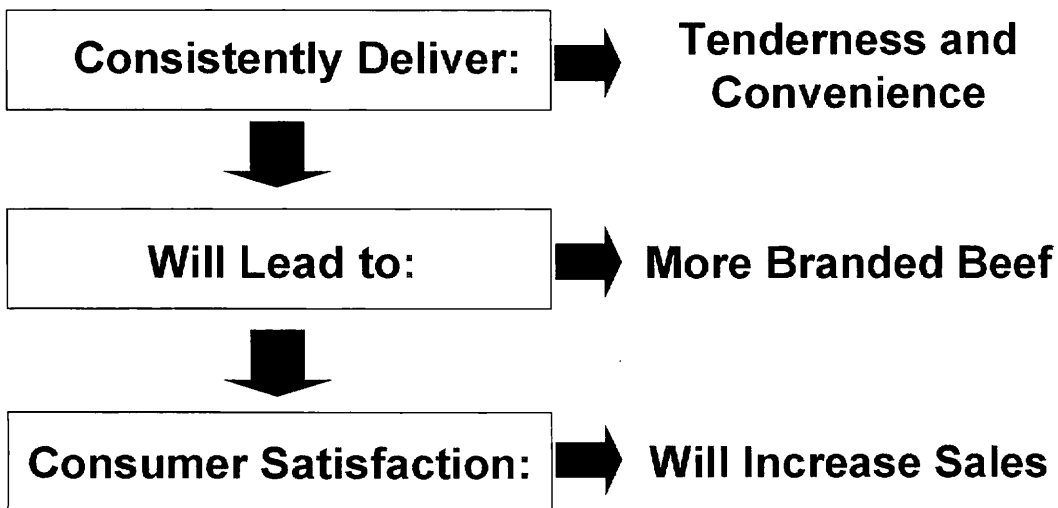 Consistently Deliver:
Tenderness and
Convenience
Will Lead to:
More Branded Beef
Consumer Satisfaction:
Will Increase Sales